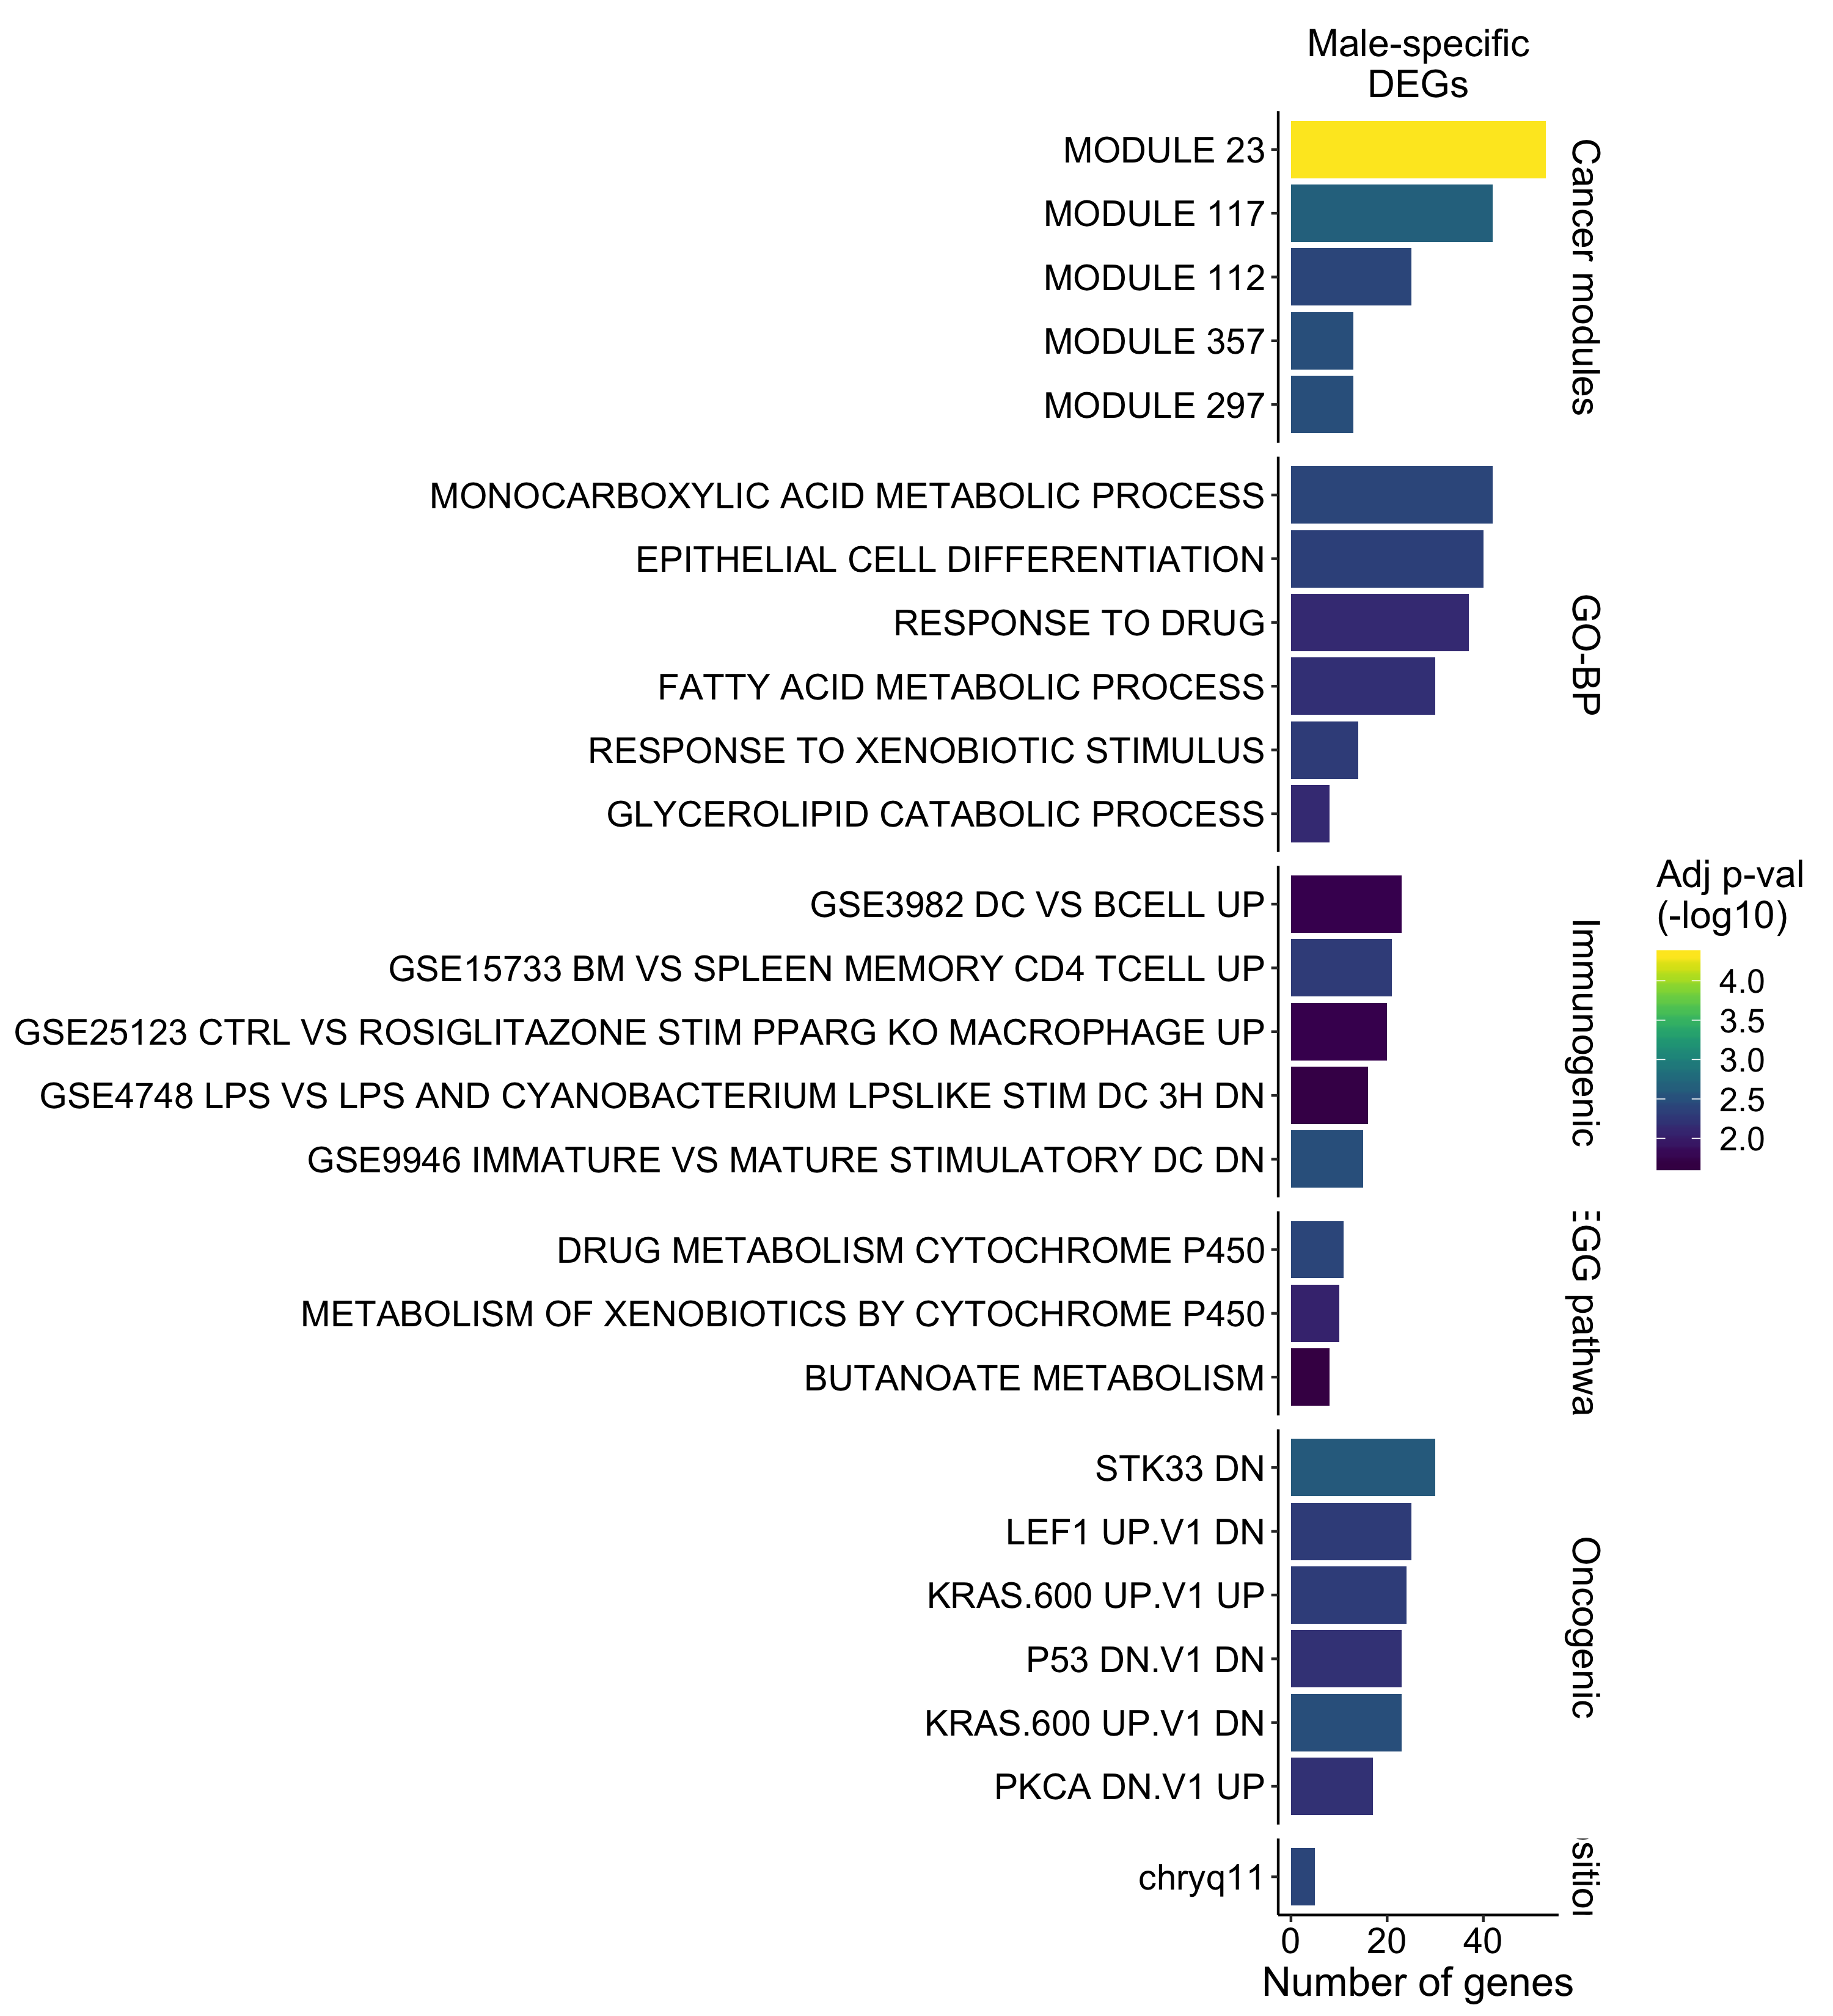 Male-specific
DEGs
MODULE 23
MODULE 117
MODULE 112
MODULE 357
MODULE 297
Cancer modules
MONOCARBOXYLIC ACID METABOLIC PROCESS
EPITHELIAL CELL DIFFERENTIATION
RESPONSE TO DRUG
FATTY ACID METABOLIC PROCESS
RESPONSE TO XENOBIOTIC STIMULUS
GLYCEROLIPID CATABOLIC PROCESS
GO-BP
GSE3982 DC VS BCELL UP
GSE15733 BM VS SPLEEN MEMORY CD4 TCELL UP
GSE25123 CTRL VS ROSIGLITAZONE STIM PPARG KO MACROPHAGE UP
GSE4748 LPS VS LPS AND CYANOBACTERIUM LPSLIKE STIM DC 3H DN
GSE9946 IMMATURE VS MATURE STIMULATORY DC DN
Immunogenic
DRUG METABOLISM CYTOCHROME P450
METABOLISM OF XENOBIOTICS BY CYTOCHROME P450
BUTANOATE METABOLISM
EGG pathwa
STK33 DN
LEF1 UP.V1 DN
KRAS.600 UP.V1 UP
P53 DN.V1 DN
KRAS.600 UP.V1 DN
PKCA DN.V1 UP
Oncogenic
chryq11
sition
0 20 40
Number of genes
Adj p-val
(-log10)
4.0
3.5
3.0
2.5
2.0